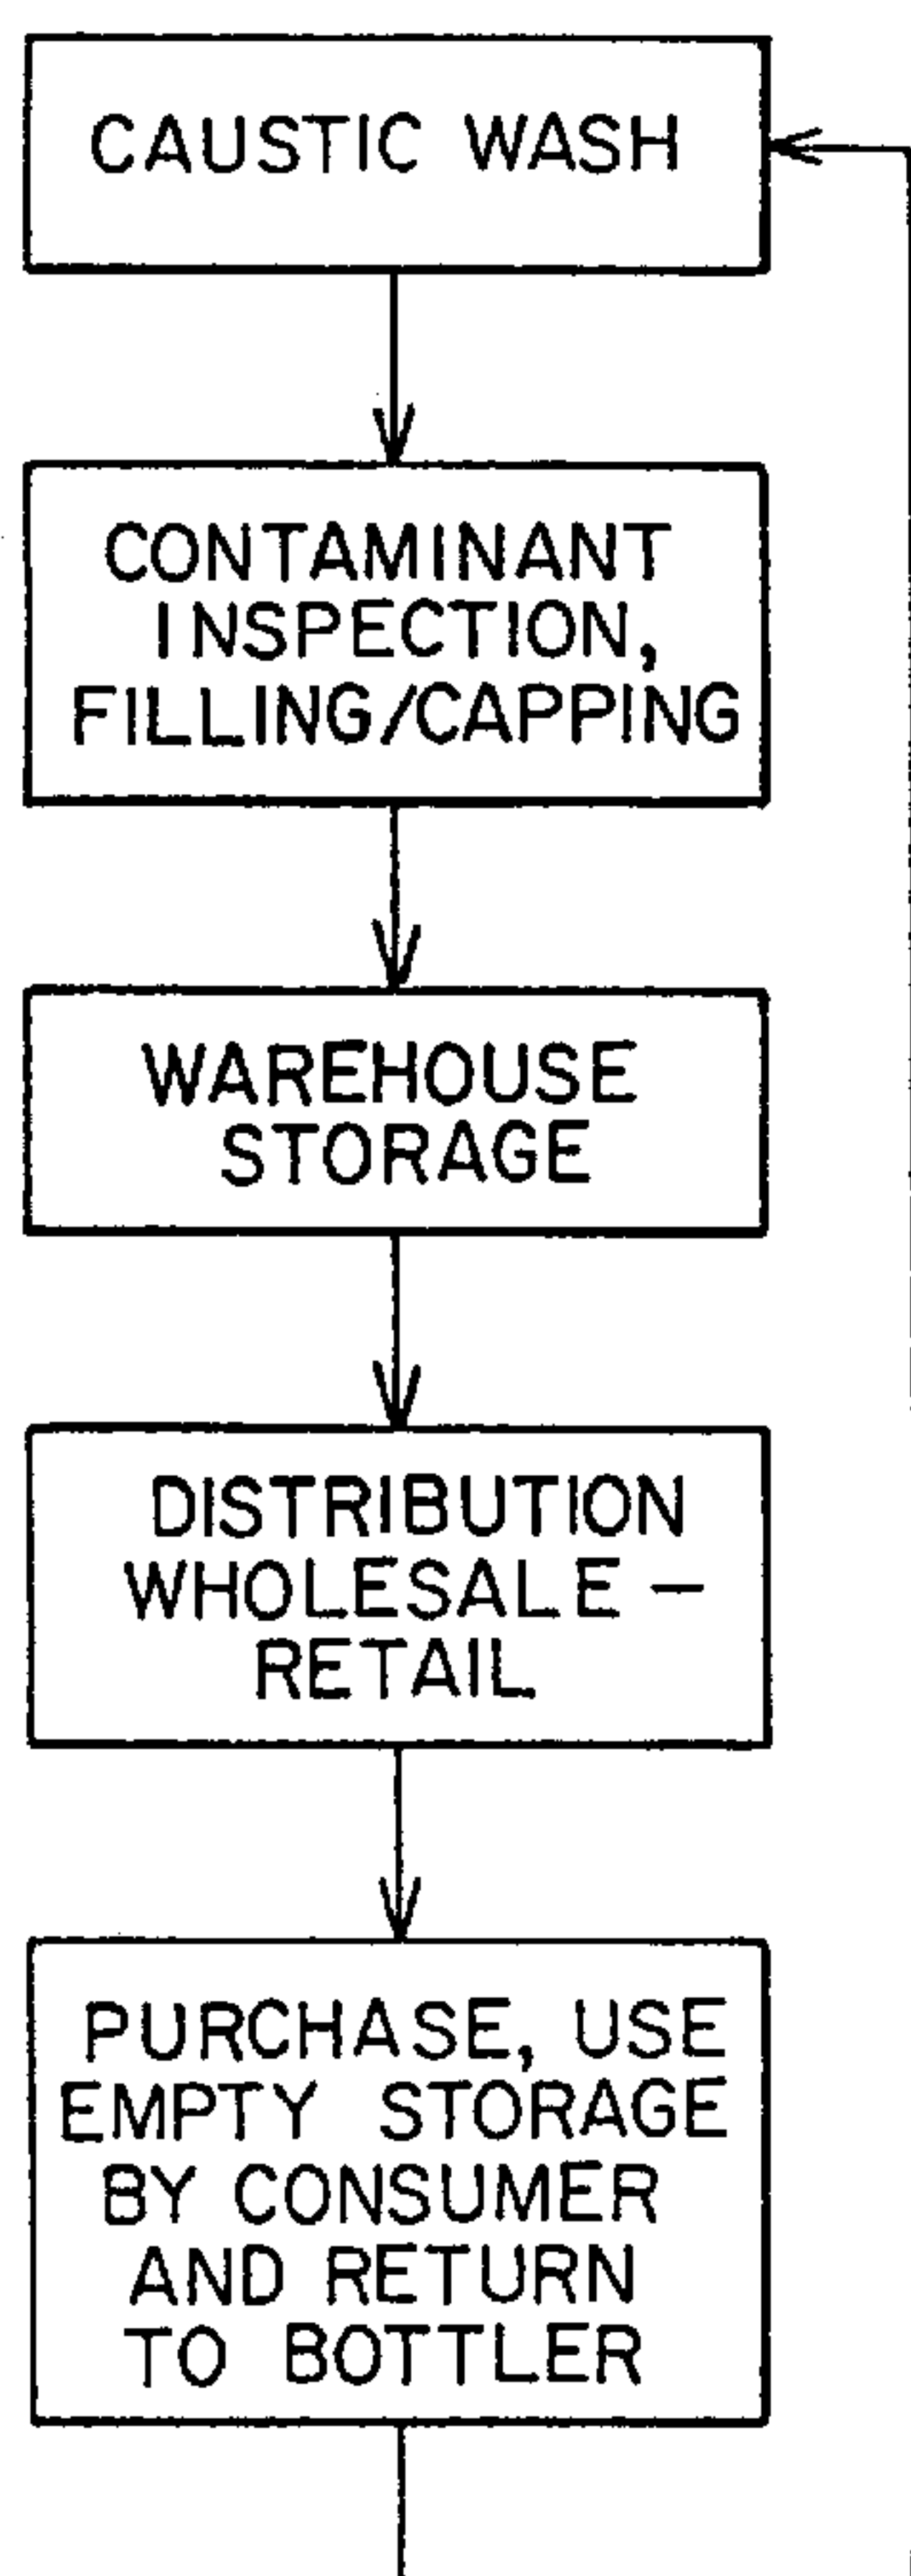 CAUSTIC WASH
CONTAMINANT
INSPECTION,
FILLING/CAPPING
WAREHOUSE
STORAGE
DISTRIBUTION
WHOLESALE –
RETAIL
PURCHASE, USE
EMPTY STORAGE
BY CONSUMER
AND RETURN
TO BOTTLER